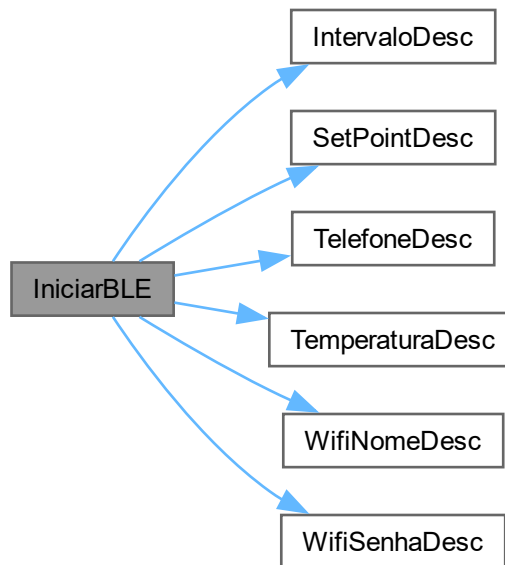 IntervaloDesc
SetPointDesc
TelefoneDesc
IniciarBLE
TemperaturaDesc
WifiNomeDesc
WifiSenhaDesc